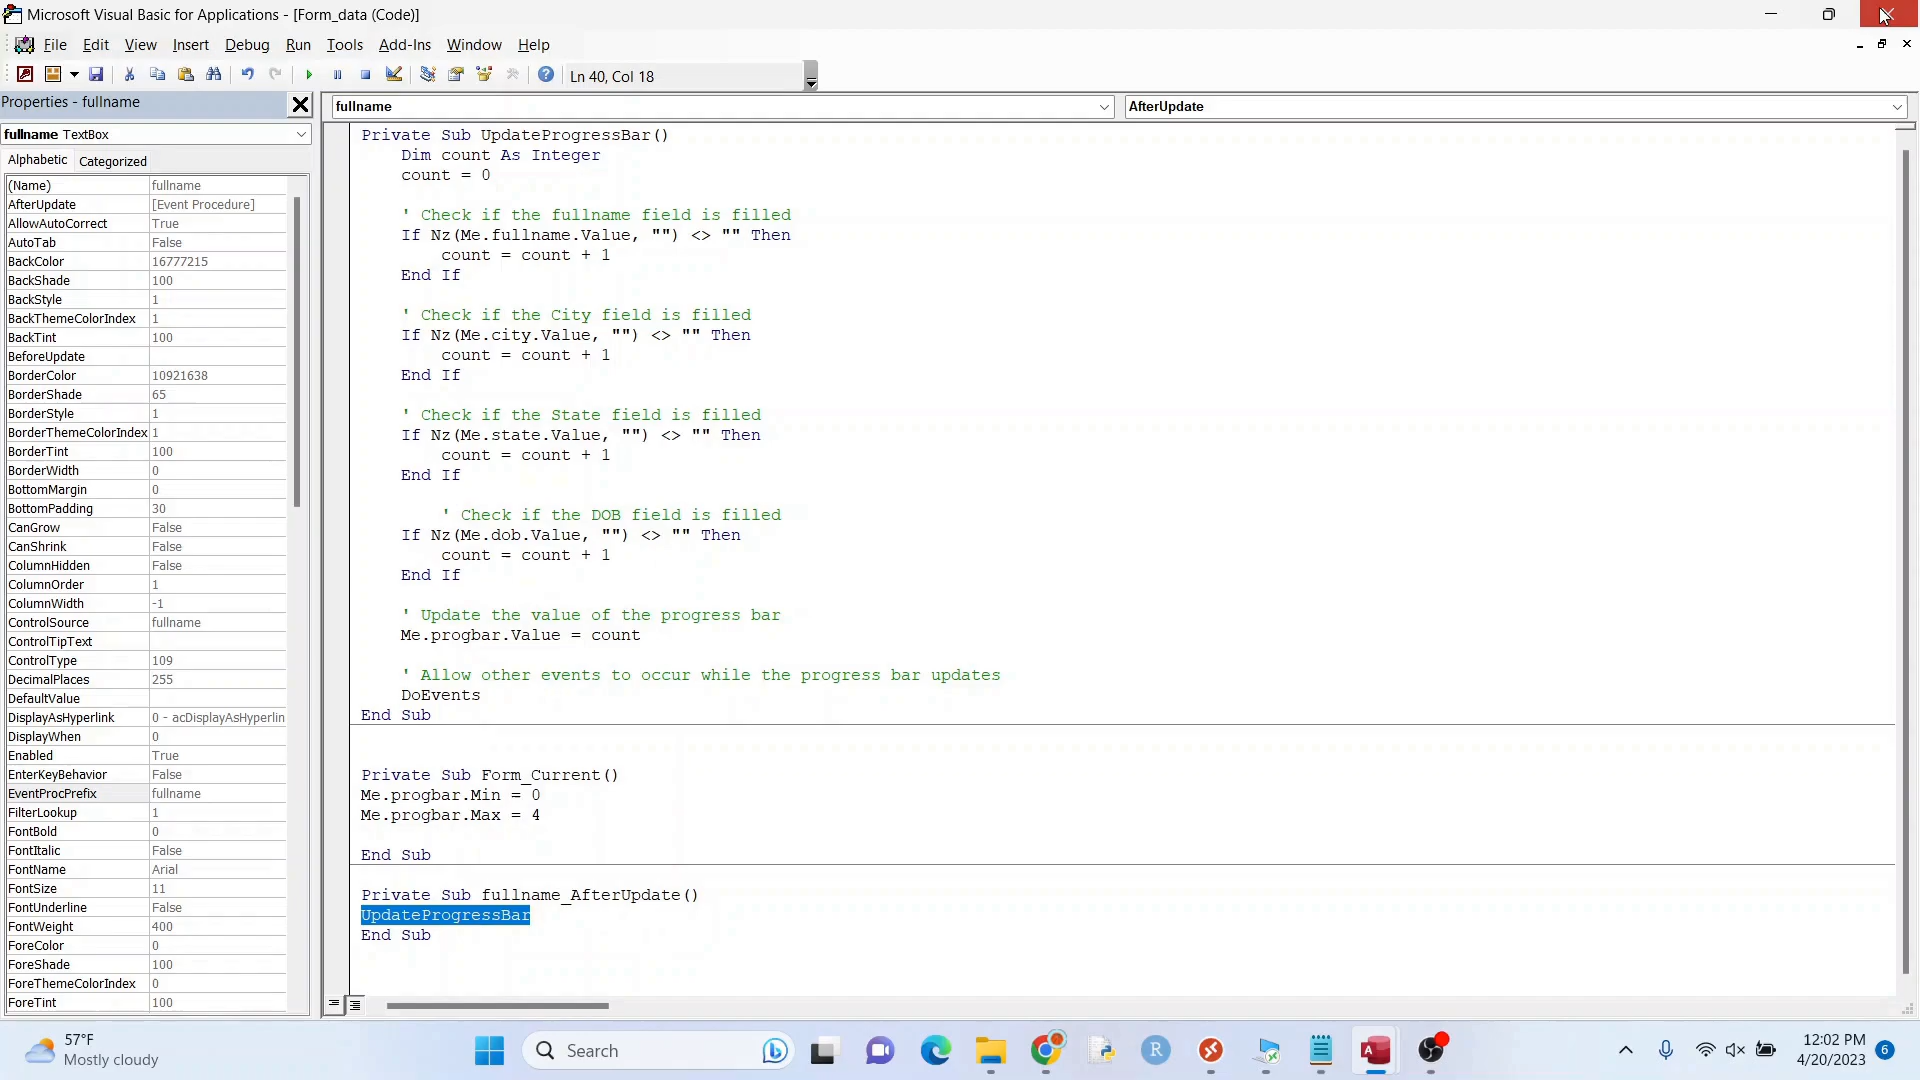 Microsoft Visual Basic for Applications - [Form_data (Code)]
File Edit View Insert Debug Run Tools Add-Ins Window Help
Ln 40, Col 18
Properties - fullname
fullname TextBox
Alphabetic Categorized
(Name) fullname
AfterUpdate [Event Procedure]
AllowAutoCorrect True
AutoTab False
BackColor 16777215
BackShade 100
BackStyle 1
BackThemeColorIndex 1
BackTint 100
BeforeUpdate
BorderColor 10921638
BorderShade 65
BorderStyle 1
BorderThemeColorIndex 1
BorderTint 100
BorderWidth 0
BottomMargin 0
BottomPadding 30
CanGrow False
CanShrink False
ColumnHidden False
ColumnOrder 1
ColumnWidth -1
ControlSource fullname
ControlTipText
ControlType 109
DecimalPlaces 255
DefaultValue
DisplayAsHyperlink 0 - acDisplayAsHyperlin
DisplayWhen 0
Enabled True
EnterKeyBehavior False
EventProcPrefix fullname
FilterLookup 1
FontBold 0
FontItalic False
FontName Arial
FontSize 11
FontUnderline False
FontWeight 400
ForeColor 0
ForeShade 100
ForeThemeColorIndex 0
ForeTint 100
fullname AfterUpdate
Private Sub UpdateProgressBar()
Dim count As Integer
count = 0
' Check if the fullname field is filled
If Nz(Me.fullname.Value, "") <> "" Then
count = count + 1
End If
' Check if the City field is filled
If Nz(Me.city.Value, "") <> "" Then
count = count + 1
End If
' Check if the State field is filled
If Nz(Me.state.Value, "") <> "" Then
count = count + 1
End If
' Check if the DOB field is filled
If Nz(Me.dob.Value, "") <> "" Then
count = count + 1
End If
' Update the value of the progress bar
Me.progbar.Value = count
' Allow other events to occur while the progress bar updates
DoEvents
End Sub
Private Sub Form_Current()
Me.progbar.Min = 0
Me.progbar.Max = 4
End Sub
Private Sub fullname_AfterUpdate()
UpdateProgressBar
End Sub
57°F
Mostly cloudy
Search
R
A
12:02 PM
4/20/2023
6